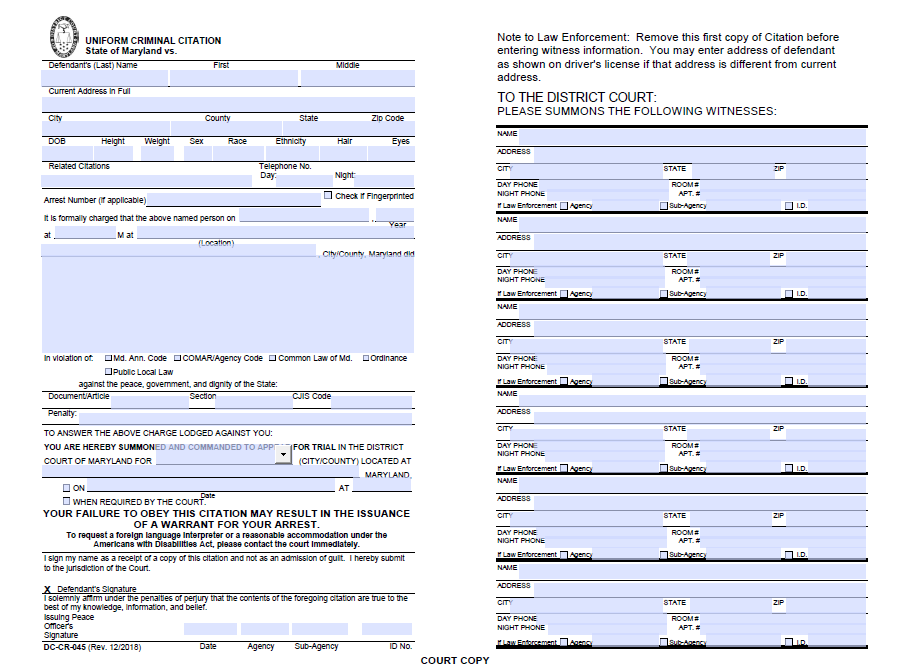 UNIFORM CRIMINAL CITATION
State of Maryland vs.
Defendant's (Last) Name First Middle
Current Address in Full
City County State Zip Code
DOB Height Weight Sex Race Ethnicity Hair Eyes
Related Citations Telephone No.
Day: Night:
Arrest Number (if applicable) Check if Fingerprinted
It is formally charged that the above named person on ,
Year
at M at
(Location)
, City/County, Maryland did
In violation of: Md. Ann. Code COMAR/Agency Code Common Law of Md. Ordinance
Public Local Law
against the peace, government, and dignity of the State:
Document/Article Section CJIS Code
Penalty:
TO ANSWER THE ABOVE CHARGE LODGED AGAINST YOU:
YOU ARE HEREBY SUMMONED AND COMMANDED TO APP FOR TRIAL IN THE DISTRICT
COURT OF MARYLAND FOR (CITY/COUNTY) LOCATED AT
MARYLAND,
ON AT
Date
WHEN REQUIRED BY THE COURT.
YOUR FAILURE TO OBEY THIS CITATION MAY RESULT IN THE ISSUANCE
OF A WARRANT FOR YOUR ARREST.
To request a foreign language interpreter or a reasonable accommodation under the
Americans with Disabilities Act, please contact the court immediately.
I sign my name as a receipt of a copy of this citation and not as an admission of guilt. I hereby submit
to the jurisdiction of the Court.
X Defendant's Signature
I solemnly affirm under the penalties of perjury that the contents of the foregoing citation are true to the
best of my knowledge, information, and belief.
Issuing Peace
Officer's
Signature
DC-CR-045 (Rev. 12/2018) Date Agency Sub-Agency ID No.
Note to Law Enforcement: Remove this first copy of Citation before
entering witness information. You may enter address of defendant
as shown on driver's license if that address is different from current
address.
TO THE DISTRICT COURT:
PLEASE SUMMONS THE FOLLOWING WITNESSES:
NAME
ADDRESS
CITY STATE ZIP
DAY PHONE ROOM #
NIGHT PHONE APT. #
If Law Enforcement Agency Sub-Agency I.D.
NAME
ADDRESS
CITY STATE ZIP
DAY PHONE ROOM #
NIGHT PHONE APT. #
If Law Enforcement Agency Sub-Agency I.D.
NAME
ADDRESS
CITY STATE ZIP
DAY PHONE ROOM #
NIGHT PHONE APT. #
If Law Enforcement Agency Sub-Agency I.D.
NAME
ADDRESS
CITY STATE ZIP
DAY PHONE ROOM #
NIGHT PHONE APT. #
If Law Enforcement Agency Sub-Agency I.D.
NAME
ADDRESS
CITY STATE ZIP
DAY PHONE ROOM #
NIGHT PHONE APT. #
If Law Enforcement Agency Sub-Agency I.D.
NAME
ADDRESS
CITY STATE ZIP
DAY PHONE ROOM #
NIGHT PHONE APT. #
If Law Enforcement Agency Sub-Agency I.D.
COURT COPY